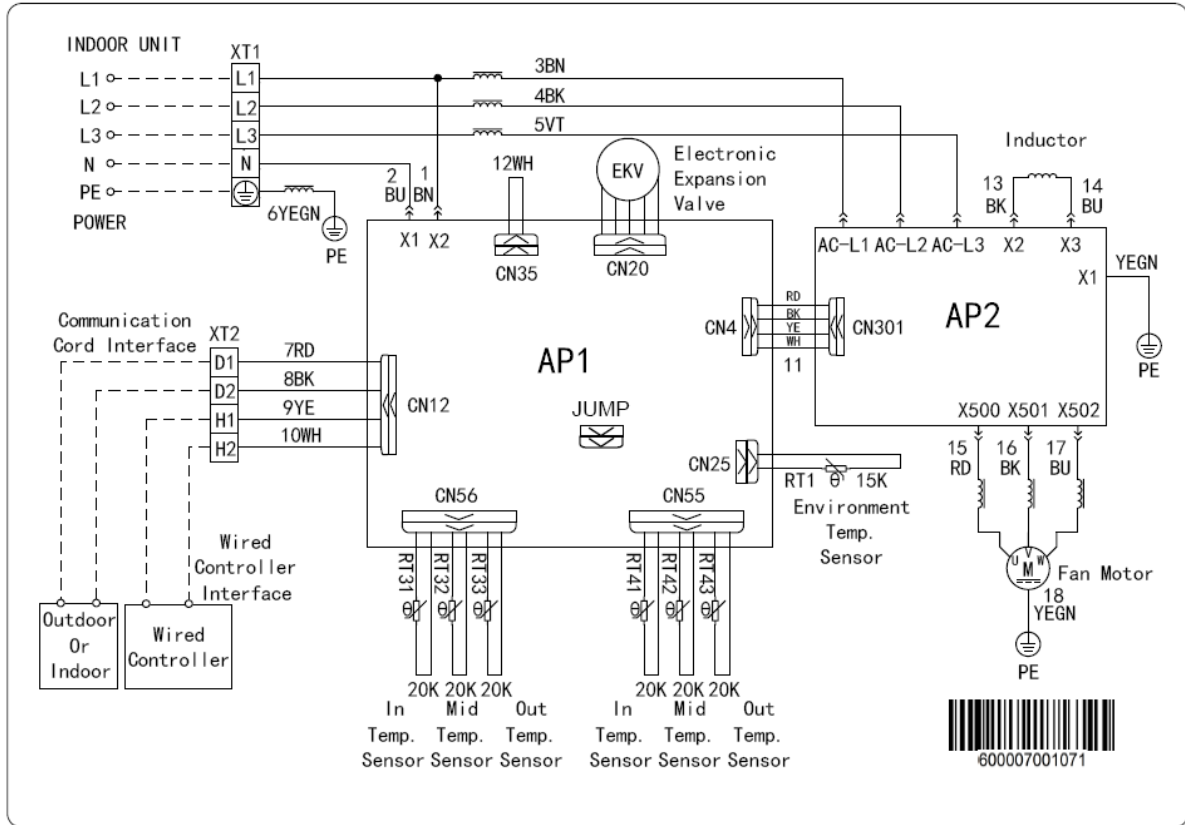 INDOOR UNIT
XT1
L1
L2
L3
N
PE
POWER
L1
L2
L3
N
3BN
4BK
5VT
6YEGN
PE
2
BU
1
BN
12WH
EKV
Electronic
Expansion
Valve
Inductor
13
BK
14
BU
X1
X2
CN35
CN20
AC-L1
AC-L2
AC-L3
X2
X3
X1
YEGN
PE
Communication
Cord Interface
XT2
D1
D2
H1
H2
7RD
8BK
9YE
10WH
CN12
AP1
JUMP
CN4
RD
BK
YE
WH
11
CN301
AP2
X500
X501
X502
15
RD
16
BK
17
BU
CN25
RT1
θ
15K
Environment
Temp.
Sensor
U
V
W
M
Fan Motor
18
YEGN
PE
CN56
CN55
RT31
RT32
RT33
RT41
RT42
RT43
θ
θ
θ
θ
θ
θ
Wired
Controller
Interface
Outdoor
Or
Indoor
Wired
Controller
20K
20K
20K
20K
20K
20K
In
Temp.
Sensor
Mid
Temp.
Sensor
Out
Temp.
Sensor
In
Temp.
Sensor
Mid
Temp.
Sensor
Out
Temp.
Sensor
600007001071